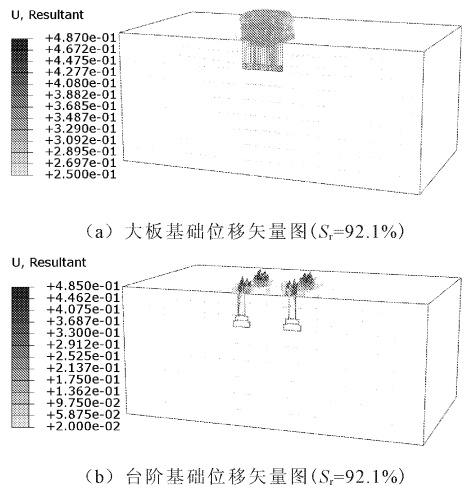 U, Resultant
+4.870e-01
+4.672e-01
+4.475e-01
+4.277e-01
+4.080e-01
+3.882e-01
+3.685e-01
+3.487e-01
+3.290e-01
+3.092e-01
+2.895e-01
+2.697e-01
+2.500e-01
（a）大板基础位移矢量图(Sr=92.1%)
U, Resultant
+4.850e-01
+4.462e-01
+4.075e-01
+3.687e-01
+3.300e-01
+2.912e-01
+2.525e-01
+2.137e-01
+1.750e-01
+1.362e-01
+9.750e-02
+5.875e-02
+2.000e-02
（b）台阶基础位移矢量图(Sr=92.1%)